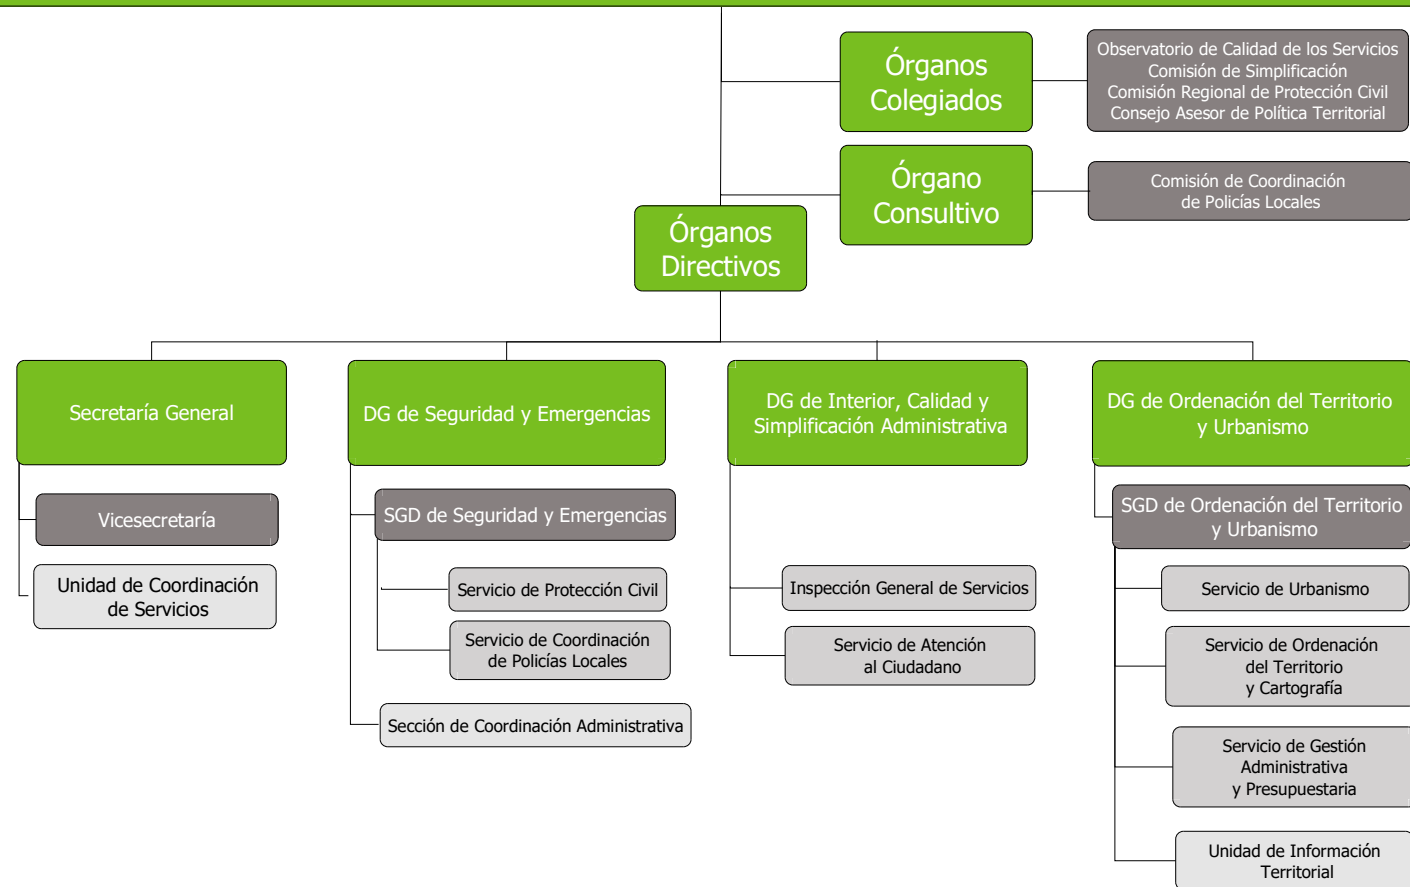 Órganos
Colegiados
Observatorio de Calidad de los Servicios
Comisión de Simplificación
Comisión Regional de Protección Civil
Consejo Asesor de Política Territorial
Órgano
Consultivo
Comisión de Coordinación
de Policías Locales
Órganos
Directivos
Secretaría General
Vicesecretaría
Unidad de Coordinación
de Servicios
DG de Seguridad y Emergencias
SGD de Seguridad y Emergencias
Servicio de Protección Civil
Servicio de Coordinación
de Policías Locales
Sección de Coordinación Administrativa
DG de Interior, Calidad y
Simplificación Administrativa
Inspección General de Servicios
Servicio de Atención
al Ciudadano
DG de Ordenación del Territorio
y Urbanismo
SGD de Ordenación del Territorio
y Urbanismo
Servicio de Urbanismo
Servicio de Ordenación
del Territorio
y Cartografía
Servicio de Gestión
Administrativa
y Presupuestaria
Unidad de Información
Territorial